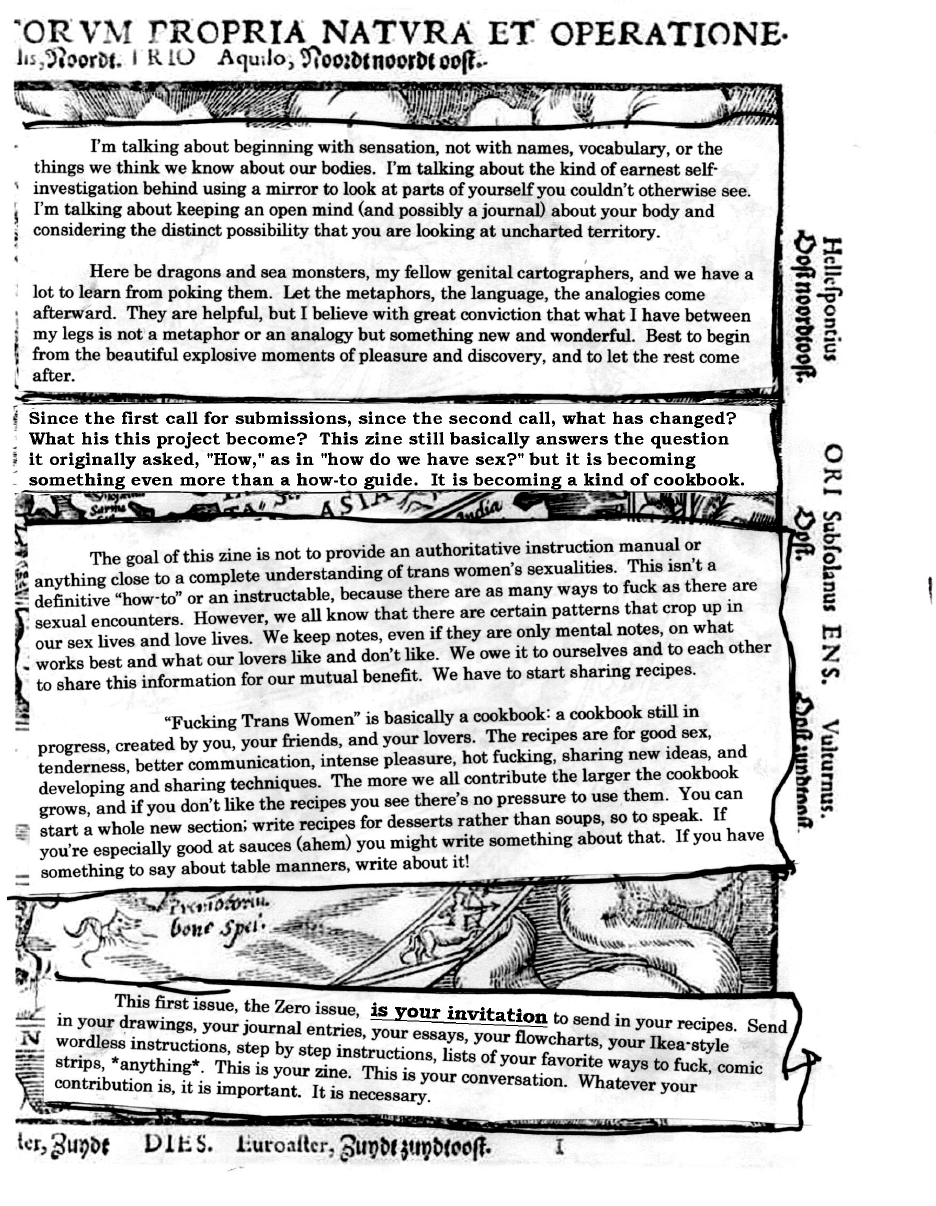 ORVM PROPRIA NATVRA ET OPERATIONE.
lis, Noordt. TRIO Aquilo, Noordtnoordt oost.
I'm talking about beginning with sensation, not with names, vocabulary, or the
things we think we know about our bodies. I'm talking about the kind of earnest self-
investigation behind using a mirror to look at parts of yourself you couldn't otherwise see.
I'm talking about keeping an open mind (and possibly a journal) about your body and
considering the distinct possibility that you are looking at uncharted territory.
Here be dragons and sea monsters, my fellow genital cartographers, and we have a
lot to learn from poking them. Let the metaphors, the language, the analogies come
afterward. They are helpful, but I believe with great conviction that what I have between
my legs is not a metaphor or an analogy but something new and wonderful. Best to begin
from the beautiful explosive moments of pleasure and discovery, and to let the rest come
after.
Since the first call for submissions, since the second call, what has changed?
What his this project become? This zine still basically answers the question
it originally asked, "How," as in "how do we have sex?" but it is becoming
something even more than a how-to guide. It is becoming a kind of cookbook.
ASIA India
The goal of this zine is not to provide an authoritative instruction manual or
anything close to a complete understanding of trans women's sexualities. This isn't a
definitive "how-to" or an instructable, because there are as many ways to fuck as there are
sexual encounters. However, we all know that there are certain patterns that crop up in
our sex lives and love lives. We keep notes, even if they are only mental notes, on what
works best and what our lovers like and don't like. We owe it to ourselves and to each other
to share this information for our mutual benefit. We have to start sharing recipes.
"Fucking Trans Women" is basically a cookbook: a cookbook still in
progress, created by you, your friends, and your lovers. The recipes are for good sex,
tenderness, better communication, intense pleasure, hot fucking, sharing new ideas, and
developing and sharing techniques. The more we all contribute the larger the cookbook
grows, and if you don't like the recipes you see there's no pressure to use them. You can
start a whole new section; write recipes for desserts rather than soups, so to speak. If
you're especially good at sauces (ahem) you might write something about that. If you have
something to say about table manners, write about it!
bone spei.
This first issue, the Zero issue, is your invitation to send in your recipes. Send
in your drawings, your journal entries, your essays, your flowcharts, your Ikea-style
wordless instructions, step by step instructions, lists of your favorite ways to fuck, comic
strips, *anything*. This is your zine. This is your conversation. Whatever your
contribution is, it is important. It is necessary.
N
ter, Zuydt DIES. Euroaster, Zuydtzuydtoost. I
Hellespontius
Oost noordtoost.
ORI Subsolanus ENS. Vulturnus.
Oost. Oost zuydtoost.